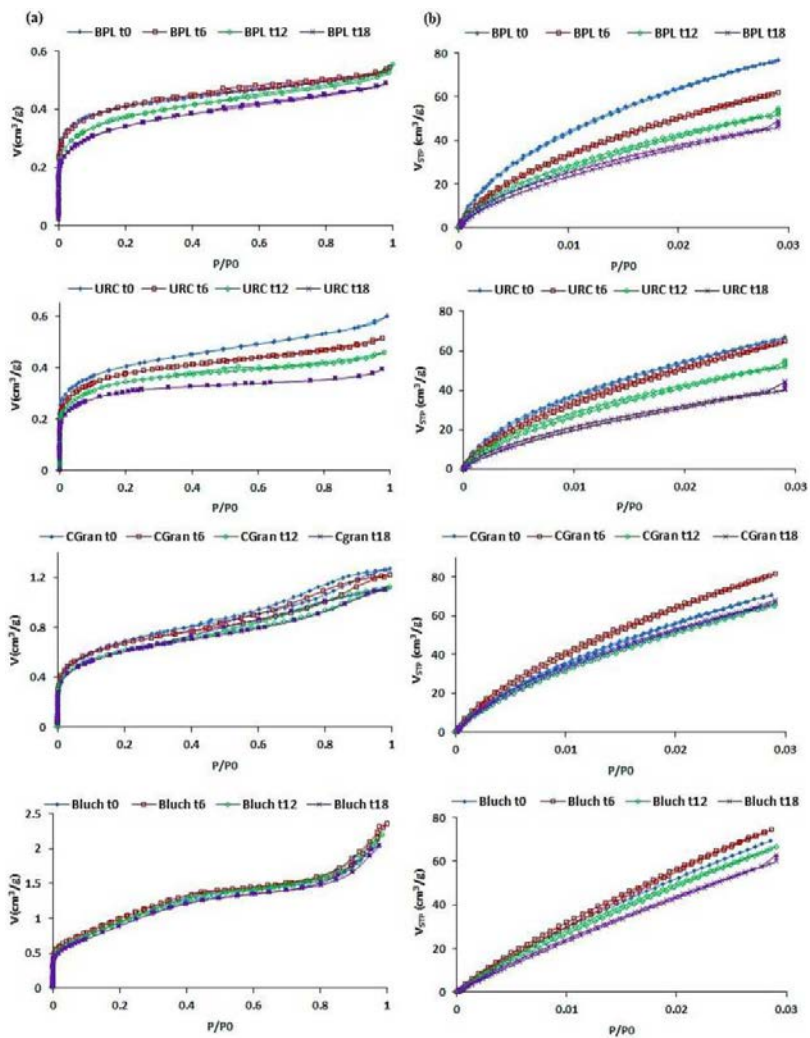 (a)
BPL t0 BPL t6 BPL t12 BPL t18
0.6
0.4
0.2
0
V(cm³/g)
0 0.2 0.4 0.6 0.8 1
P/P0
(b)
BPL t0 BPL t6 BPL t12 BPL t18
80
60
40
20
0
V_STP (cm³/g)
0 0.01 0.02 0.03
P/P0
URC t0 URC t6 URC t12 URC t18
0.6
0.4
0.2
0
V(cm³/g)
0 0.2 0.4 0.6 0.8 1
P/P0
URC t0 URC t6 URC t12 URC t18
80
60
40
20
0
V_STP (cm³/g)
0 0.01 0.02 0.03
P/P0
CGran t0 CGran t6 CGran t12 Cgran t18
1.2
0.8
0.4
0
V(cm³/g)
0 0.2 0.4 0.6 0.8 1
P/P0
CGran t0 CGran t6 CGran t12 CGran t18
80
60
40
20
0
V_STP (cm³/g)
0 0.01 0.02 0.03
P/P0
Bluch t0 Bluch t6 Bluch t12 Bluch t18
2.5
2
1.5
1
0.5
0
V(cm³/g)
0 0.2 0.4 0.6 0.8 1
P/P0
Bluch t0 Bluch t6 Bluch t12 Bluch t18
80
60
40
20
0
V_STP (cm³/g)
0 0.01 0.02 0.03
P/P0